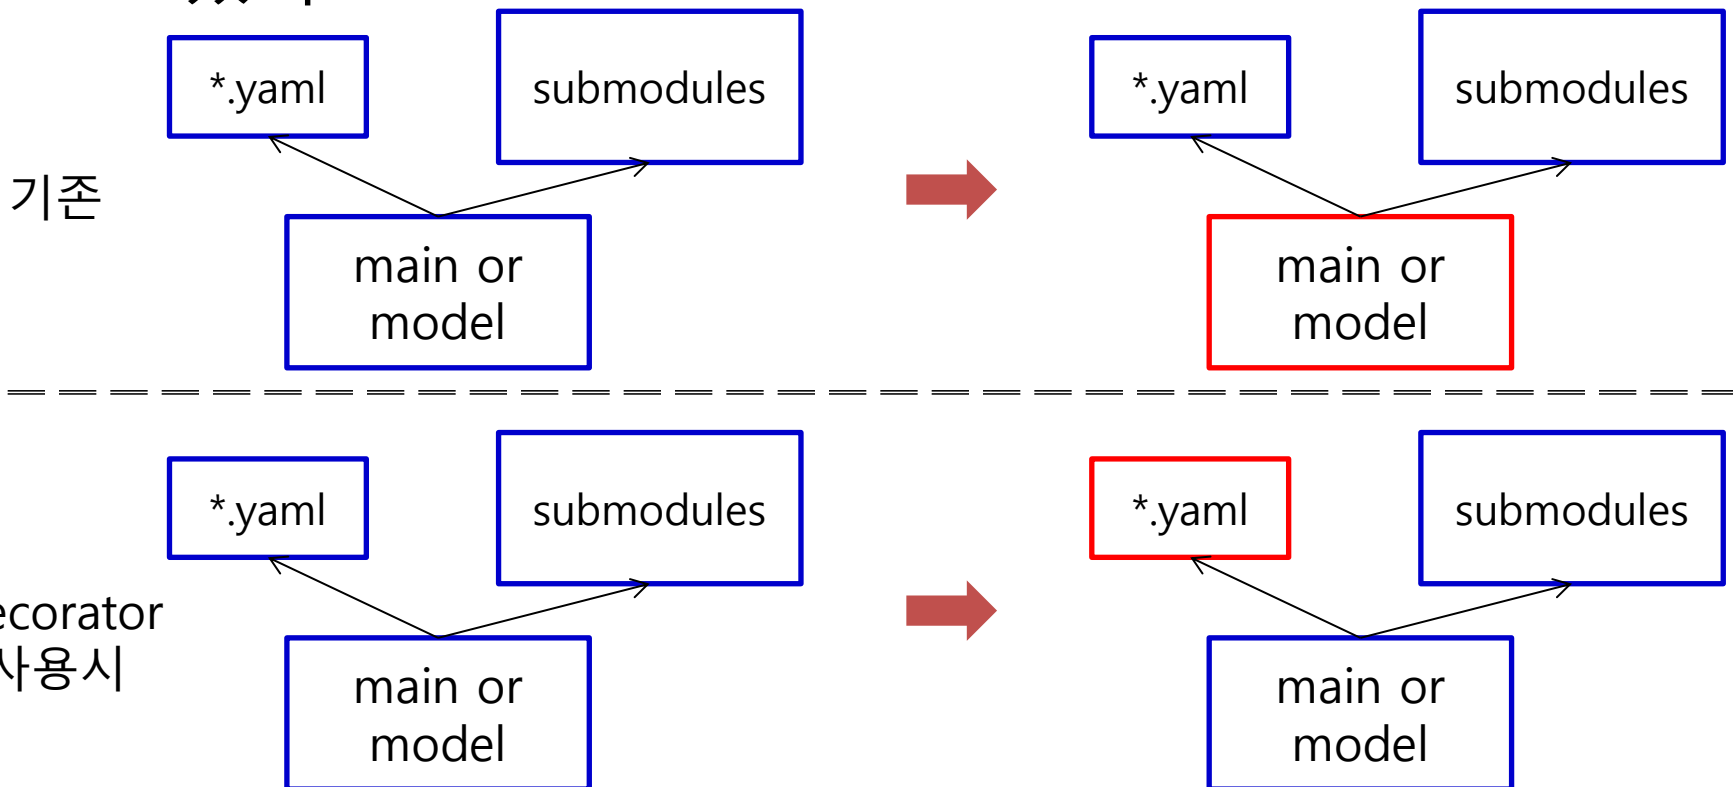 *.yaml
submodules
*.yaml
submodules
기존
main or
model
main or
model
*.yaml
submodules
*.yaml
submodules
ecorator
사용시
main or
model
main or
model